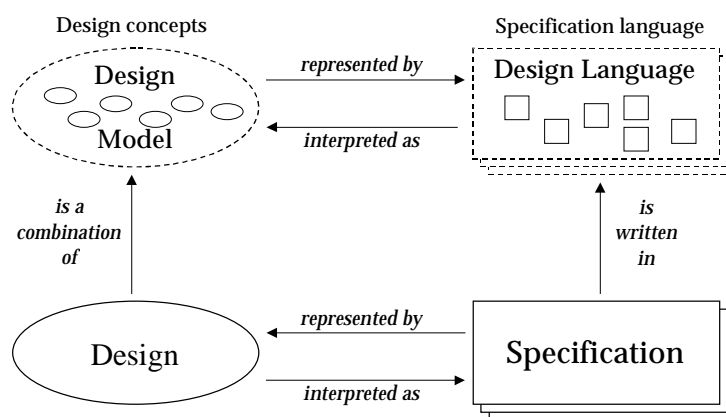 Design concepts
Specification language
Design
Model
represented by
interpreted as
Design Language
is a
combination
of
is
written
in
Design
represented by
interpreted as
Specification